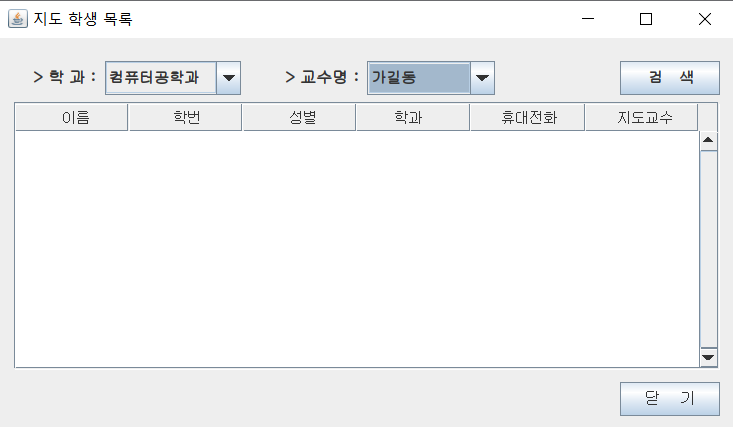 지도 학생 목록
> 학 과 : 컴퓨터공학과 > 교수명 : 가길동 검 색
이름 학번 성별 학과 휴대전화 지도교수
닫 기